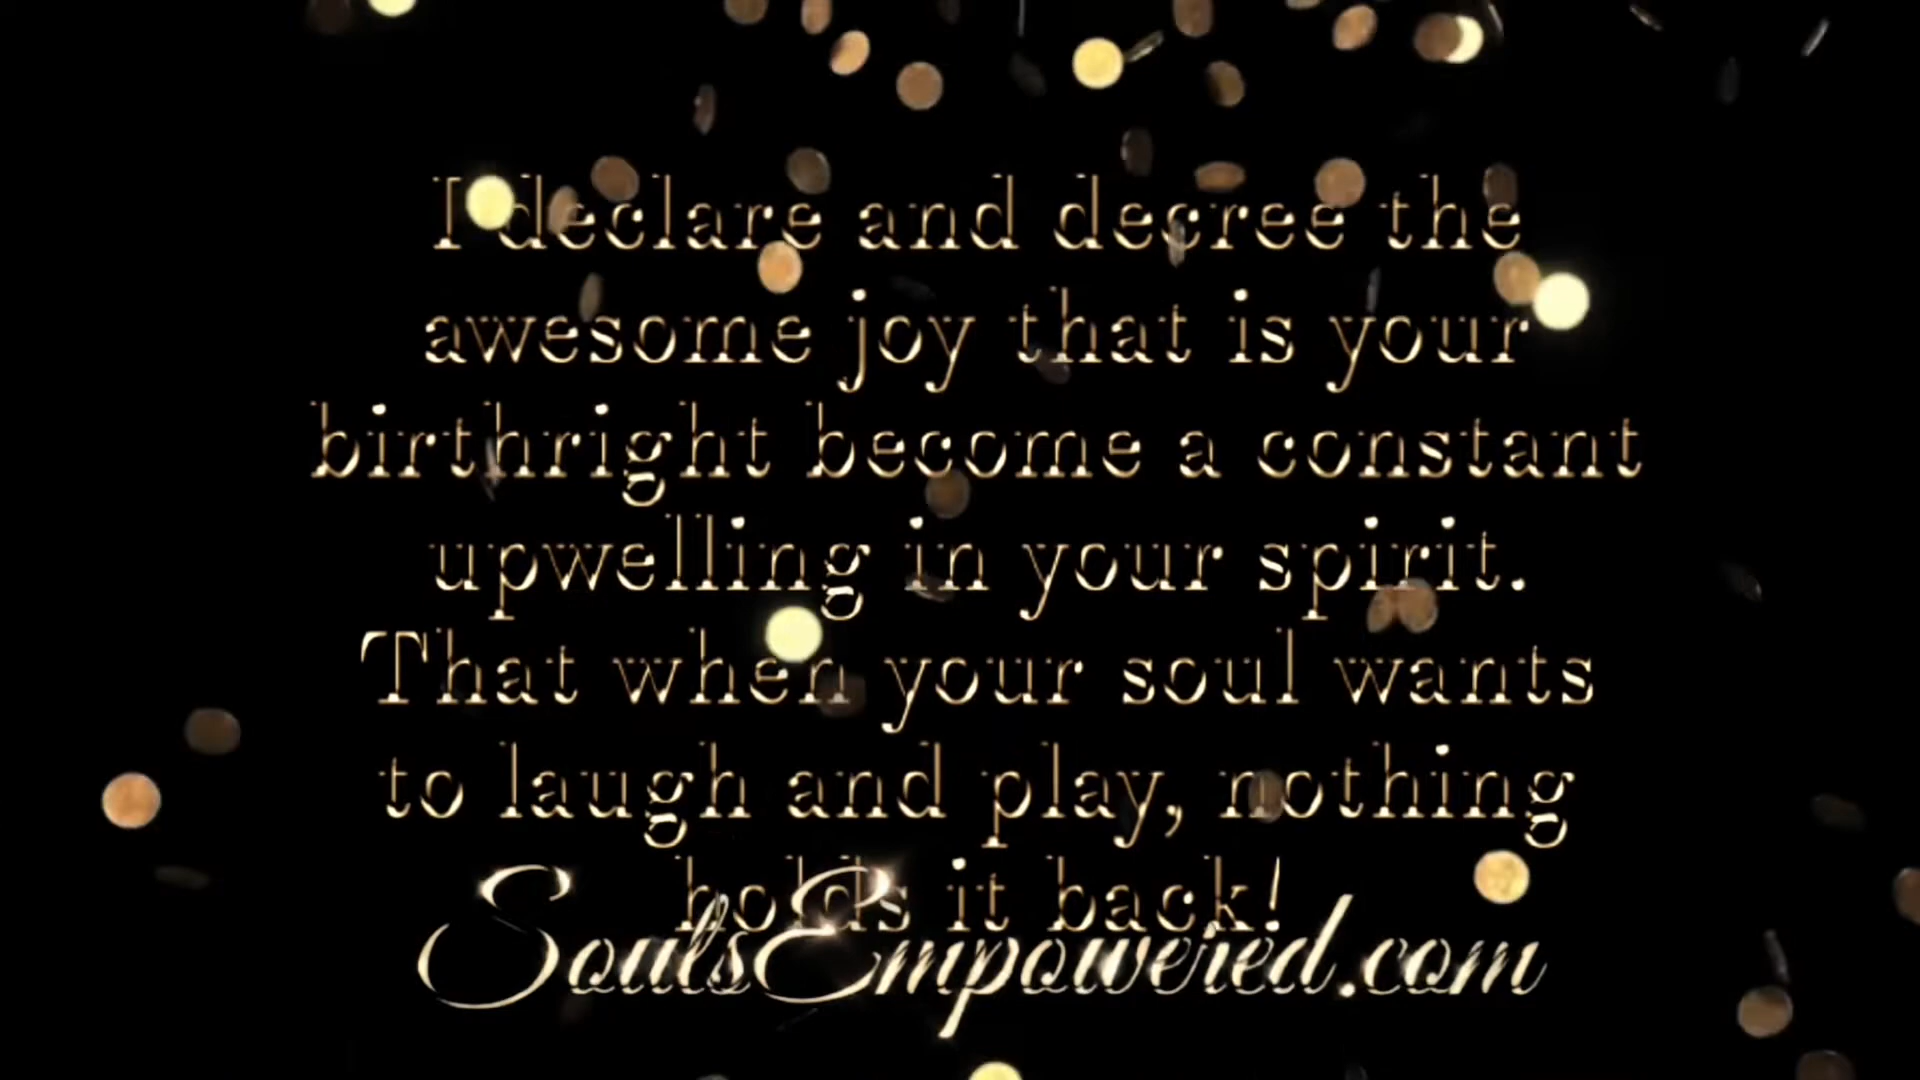 I declare and decree the
awesome joy that is your
birthright become a constant
upwelling in your spirit.
That when your soul wants
to laugh and play, nothing
holds it back!
SoulsEmpowered.com